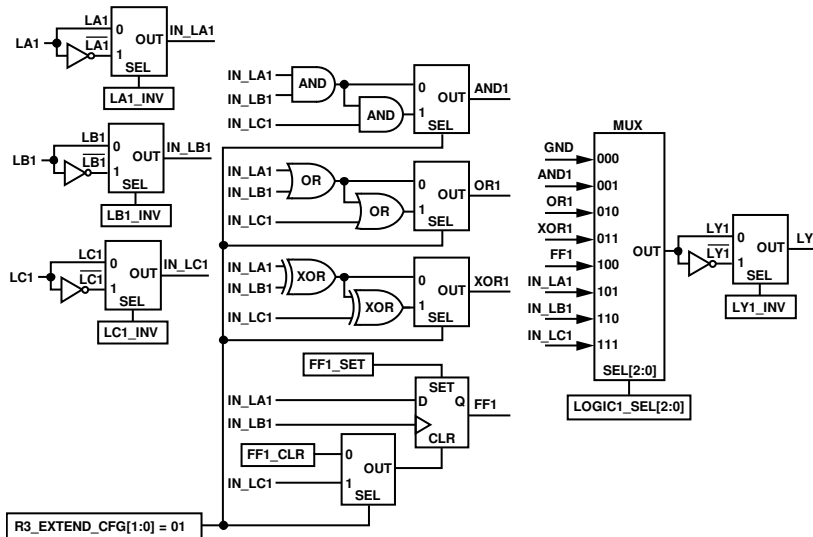 LA1
LA1
0
LA1
1
OUT
SEL
IN_LA1
LA1_INV
LB1
LB1
0
LB1
1
OUT
SEL
IN_LB1
LB1_INV
LC1
LC1
0
LC1
1
OUT
SEL
IN_LC1
LC1_INV
IN_LA1
IN_LB1
IN_LC1
AND
AND
0
1
OUT
SEL
AND1
IN_LA1
IN_LB1
IN_LC1
OR
OR
0
1
OUT
SEL
OR1
IN_LA1
IN_LB1
IN_LC1
XOR
XOR
0
1
OUT
SEL
XOR1
FF1_SET
IN_LA1
IN_LB1
SET
D
Q
CLR
FF1
FF1_CLR
IN_LC1
0
1
OUT
SEL
R3_EXTEND_CFG[1:0] = 01
MUX
GND
000
AND1
001
OR1
010
XOR1
011
FF1
100
IN_LA1
101
IN_LB1
110
IN_LC1
111
OUT
SEL[2:0]
LOGIC1_SEL[2:0]
LY1
0
LY1
1
OUT
SEL
LY
LY1_INV